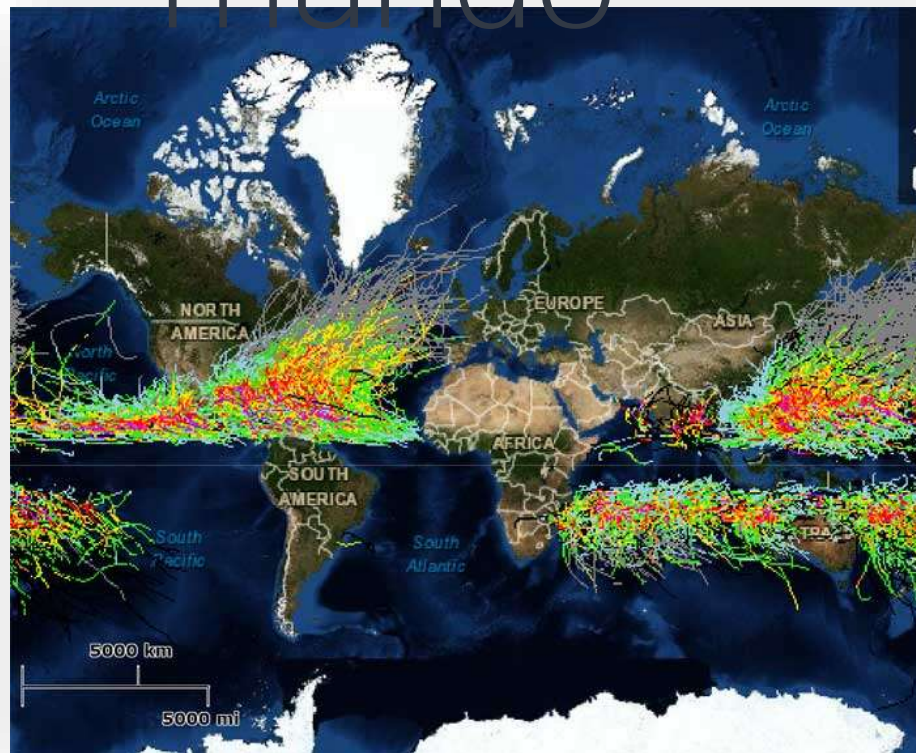 mundo
Arctic
Ocean
Arctic
Ocean
NORTH
AMERICA
EUROPE
ASIA
North
Pacific
AFRICA
SOUTH
AMERICA
South
Pacific
South
Atlantic
5000 km
5000 mi